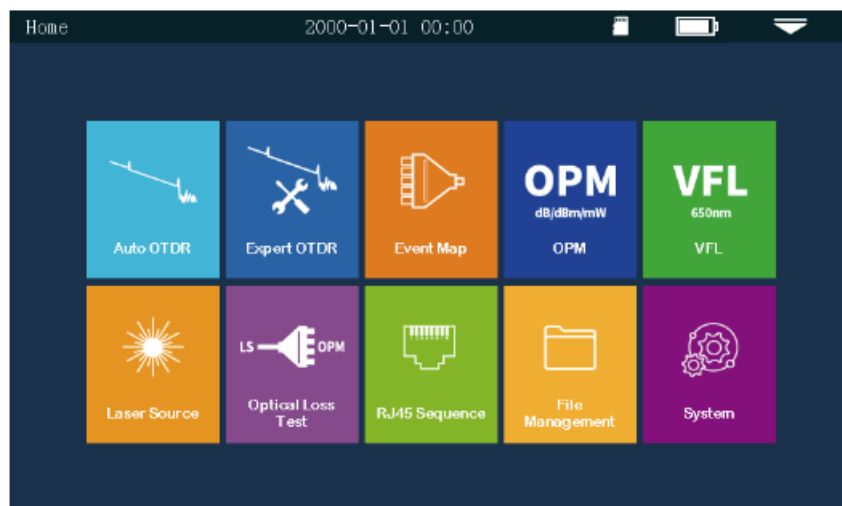 Home 2000-01-01 00:00
OPM
dB/dBm/mW
VFL
650nm
Auto OTDR
Expert OTDR
Event Map
OPM
VFL
LS OPM
Laser Source
Optical Loss
Test
RJ45 Sequence
File
Management
System